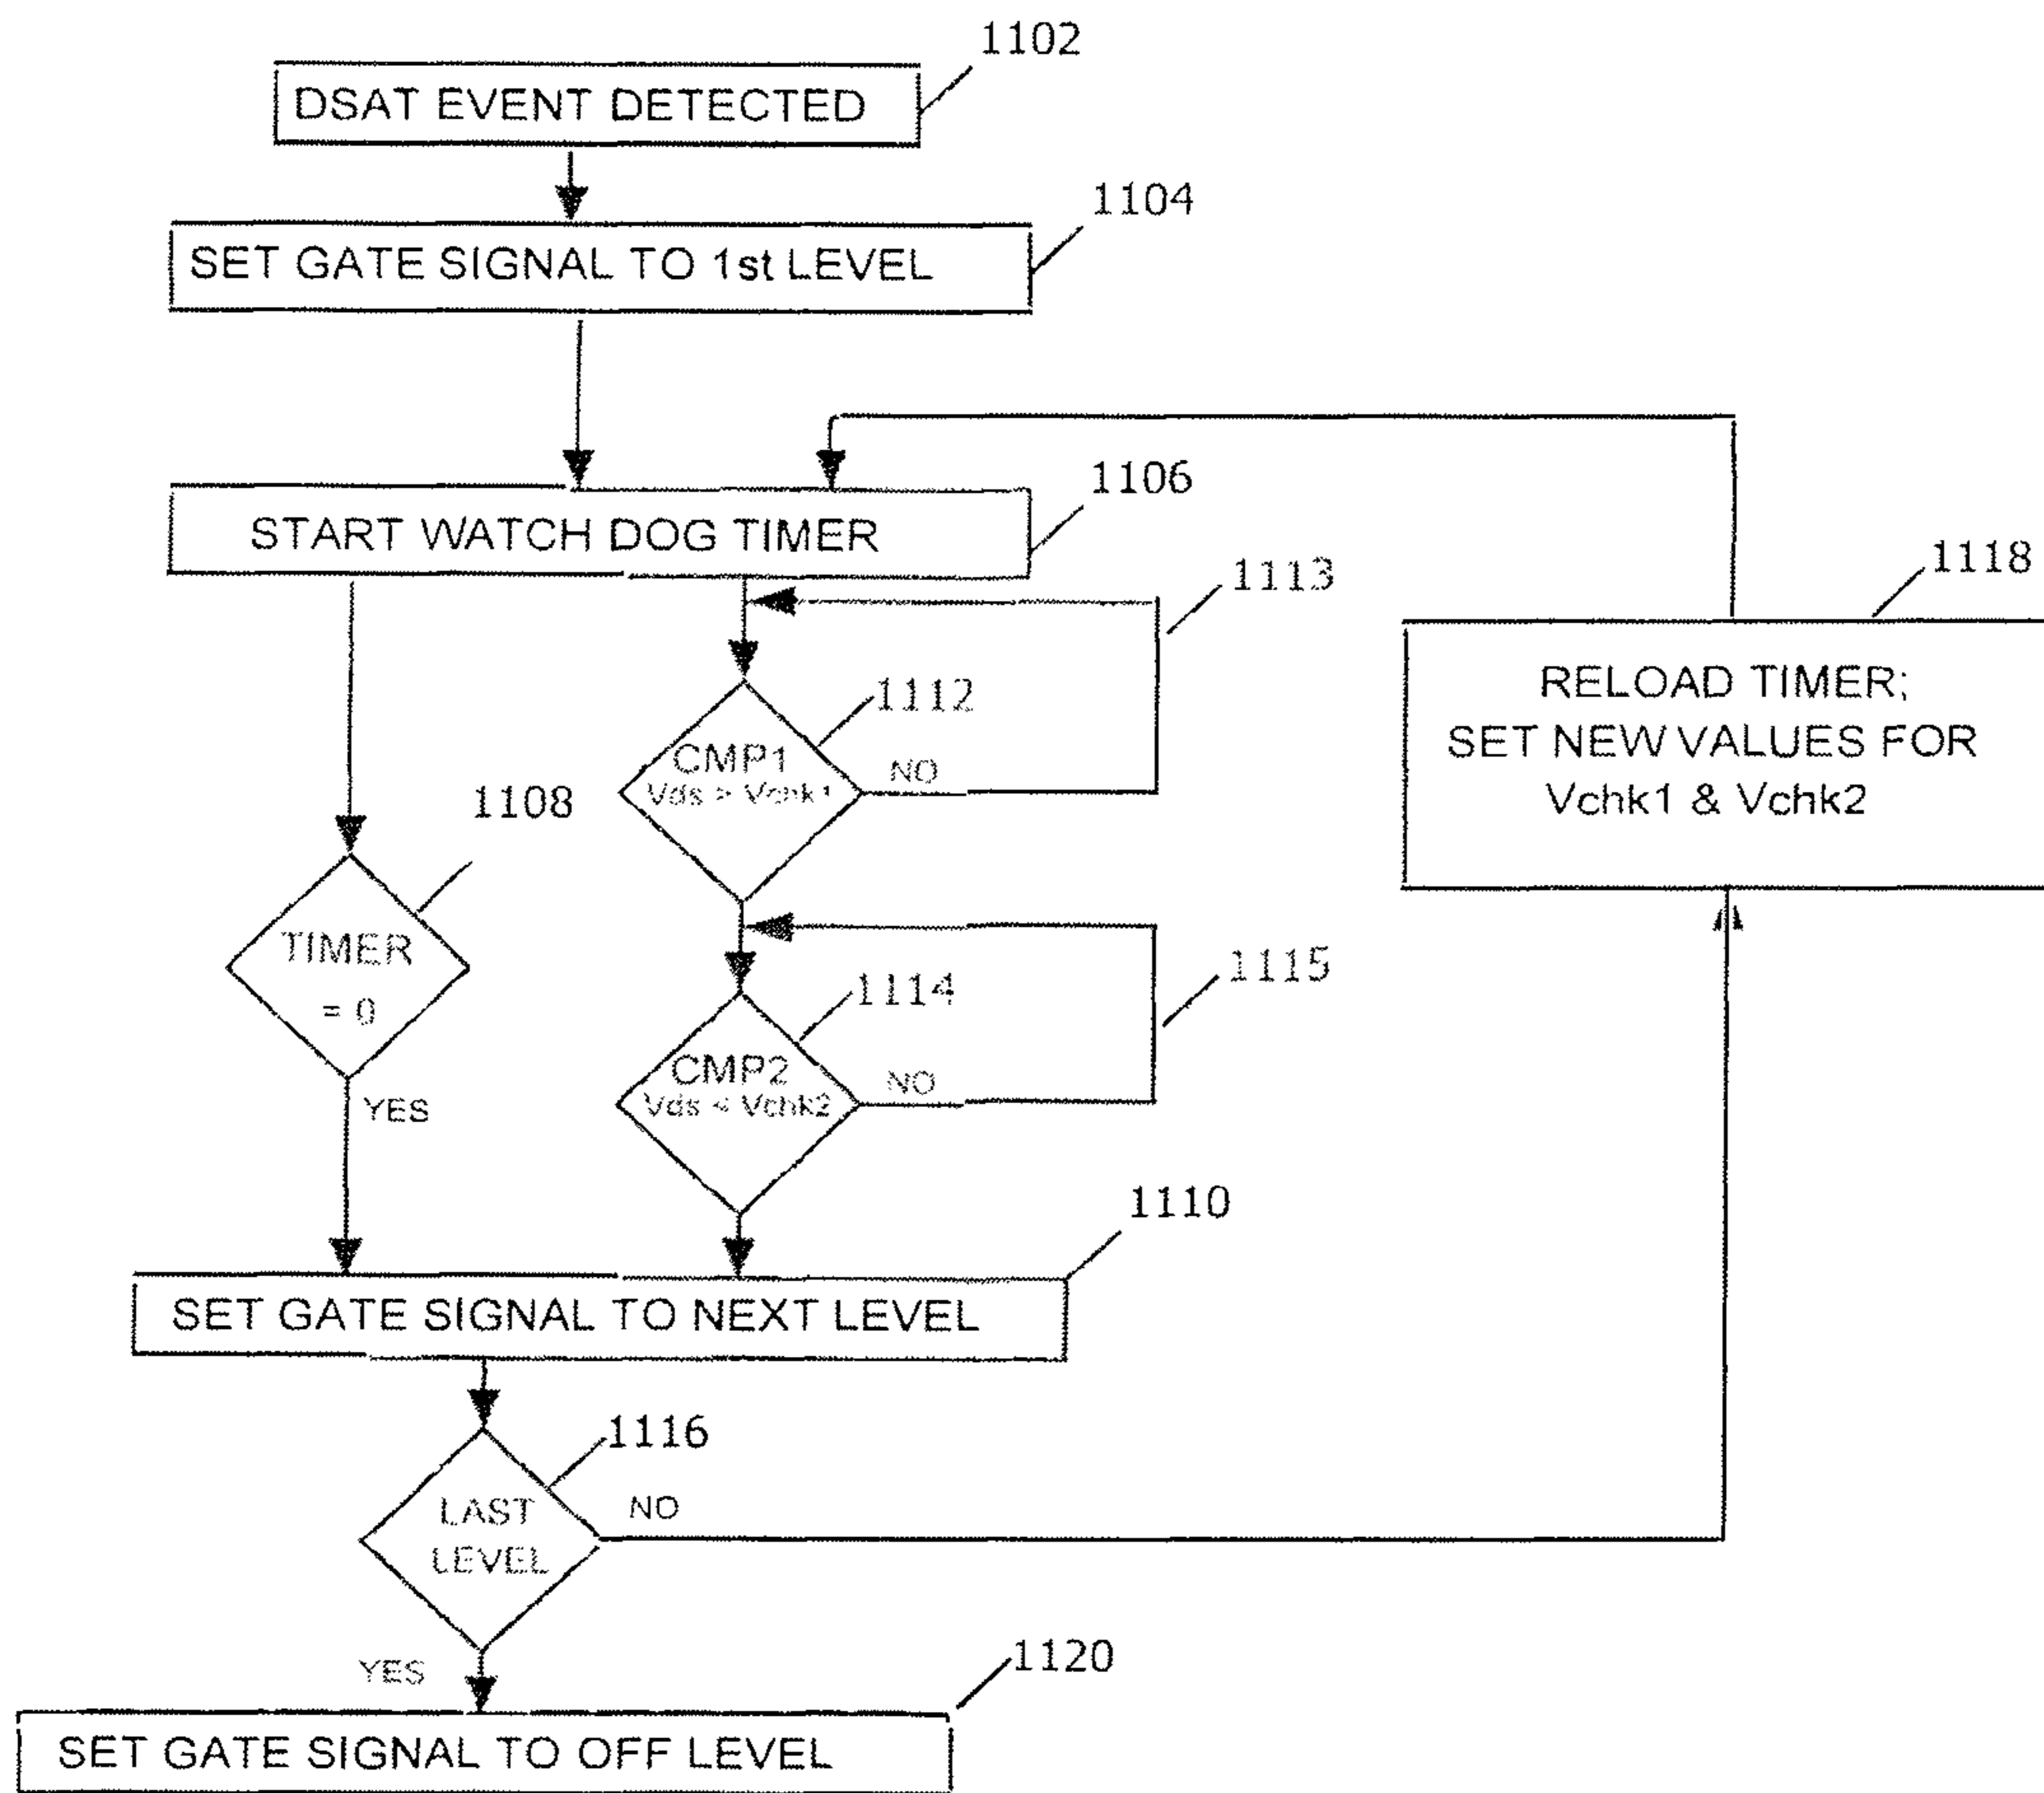 1102
DSAT EVENT DETECTED
1104
SET GATE SIGNAL TO 1st LEVEL
1106
START WATCH DOG TIMER
1113
1118
RELOAD TIMER;
SET NEW VALUES FOR
Vchk1 & Vchk2
1112
CMP1
Vds > Vchk1
NO
1108
TIMER
= 0
YES
1115
1114
CMP2
Vds < Vchk2
NO
1110
SET GATE SIGNAL TO NEXT LEVEL
1116
LAST
LEVEL
NO
YES
1120
SET GATE SIGNAL TO OFF LEVEL